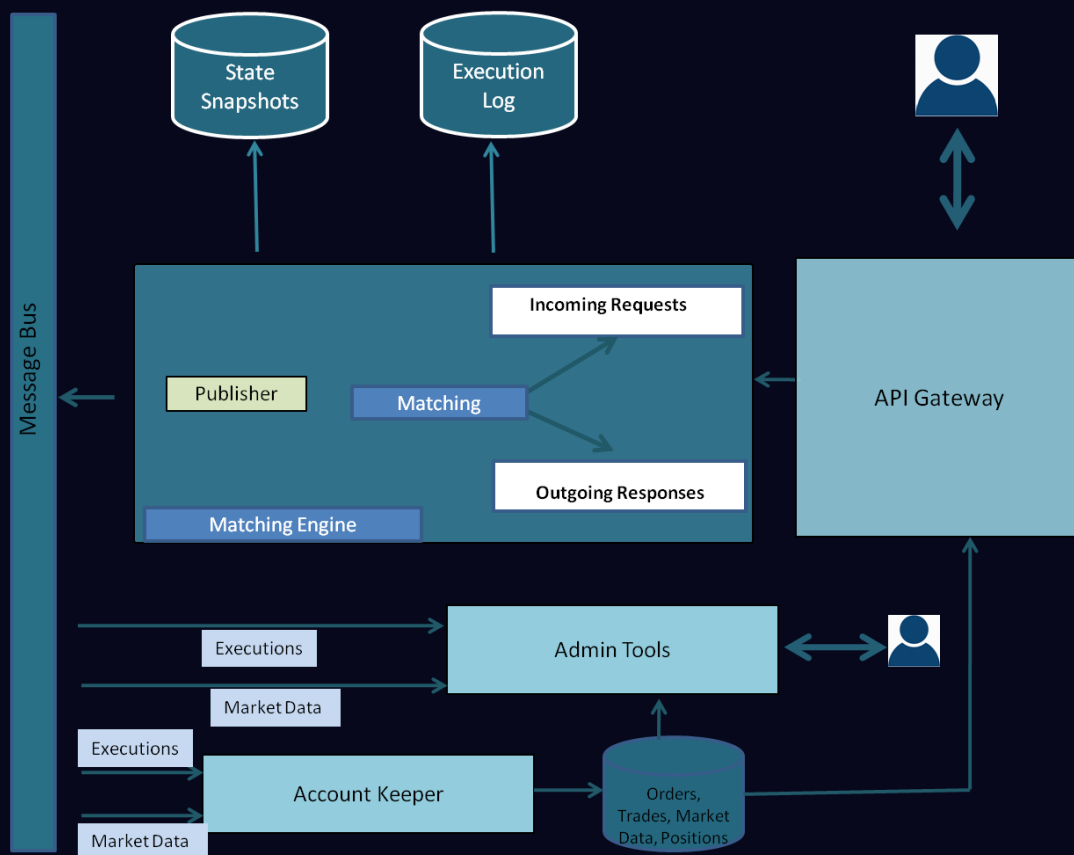 Message Bus
State
Snapshots
Execution
Log
Incoming Requests
Publisher
Matching
API Gateway
Outgoing Responses
Matching Engine
Executions
Admin Tools
Market Data
Executions
Account Keeper
Market Data
Orders,
Trades, Market
Data, Positions